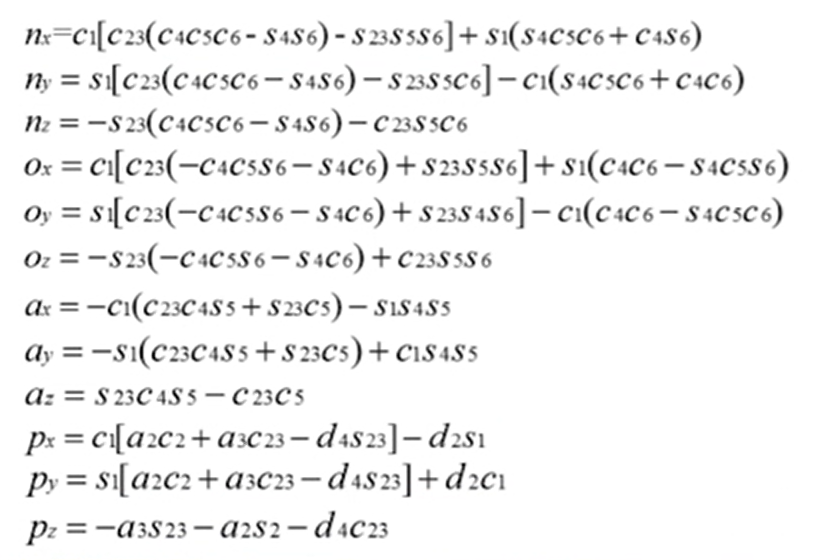 nx=c1[c23(c4c5c6-s4s6)-s23s5s6]+s1(s4c5c6+c4s6)
ny = s1[c23(c4c5c6 − s4s6) − s23s5c6] − c1(s4c5c6 + c4c6)
nz = −s23(c4c5c6 − s4s6) − c23s5c6
ox = c1[c23(−c4c5s6 − s4c6) + s23s5s6] + s1(c4c6 − s4c5s6)
oy = s1[c23(−c4c5s6 − s4c6) + s23s4s6] − c1(c4c6 − s4c5c6)
oz = −s23(−c4c5s6 − s4c6) + c23s5s6
ax = −c1(c23c4s5 + s23c5) − s1s4s5
ay = −s1(c23c4s5 + s23c5) + c1s4s5
az = s23c4s5 − c23c5
px = c1[a2c2 + a3c23 − d4s23] − d2s1
py = s1[a2c2 + a3c23 − d4s23] + d2c1
pz = −a3s23 − a2s2 − d4c23